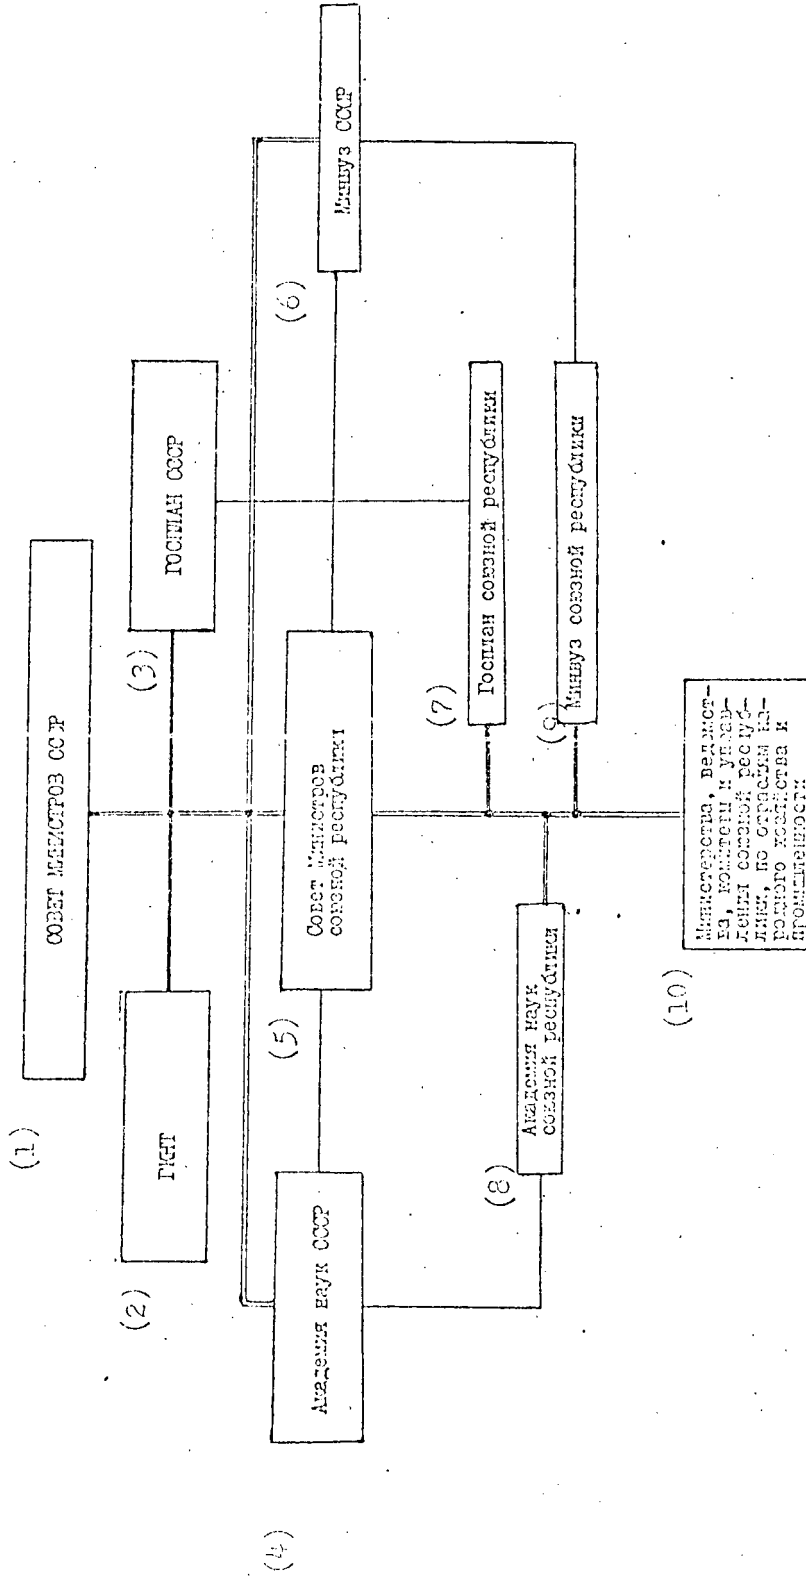 (1)
СОВЕТ МИНИСТРОВ СССР
(2)
ГКНТ
(3)
ГОСПЛАН СССР
(4)
Академия наук СССР
(5)
Совет Министров
союзной республики
(6)
Минвуз СССР
(7)
Госплан союзной республики
(8)
Академия наук
союзной республики
(9)
Минвуз союзной республики
(10)
Министерства, ведомст-
ва, комитеты и управ-
ления союзной респуб-
лики, по отраслям на-
родного хозяйства и
промышленности